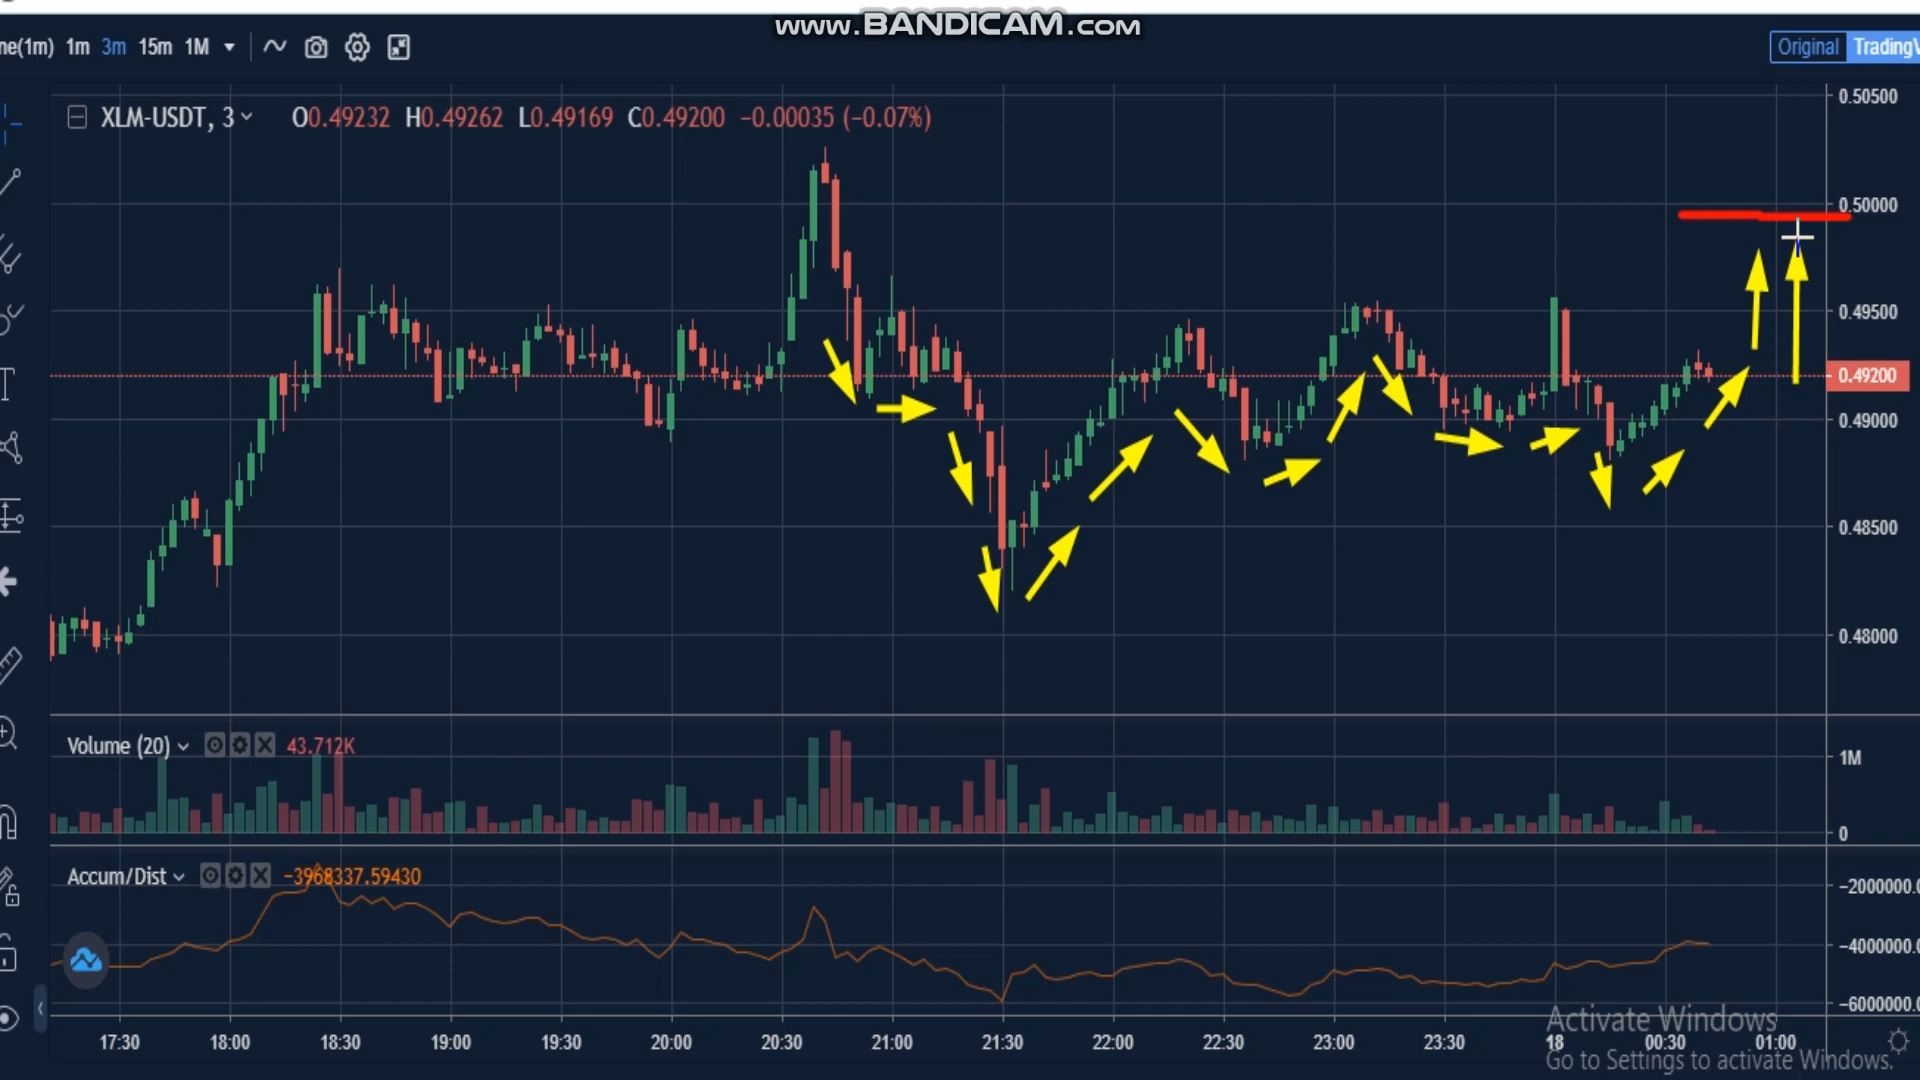 www.BANDICAM.com
ne(1m) 1m 3m 15m 1M
Original TradingV
XLM-USDT, 3 O0.49232 H0.49262 L0.49169 C0.49200 −0.00035 (−0.07%)
0.50500
0.50000
0.49500
0.49200
0.49000
0.48500
0.48000
Volume (20) 43.712K
1M
0
Accum/Dist −3968337.59430
−2000000.0
−4000000.0
−6000000.0
17:30 18:00 18:30 19:00 19:30 20:00 20:30 21:00 21:30 22:00 22:30 23:00 23:30 18 00:30 01:00
Activate Windows
Go to Settings to activate Windows.